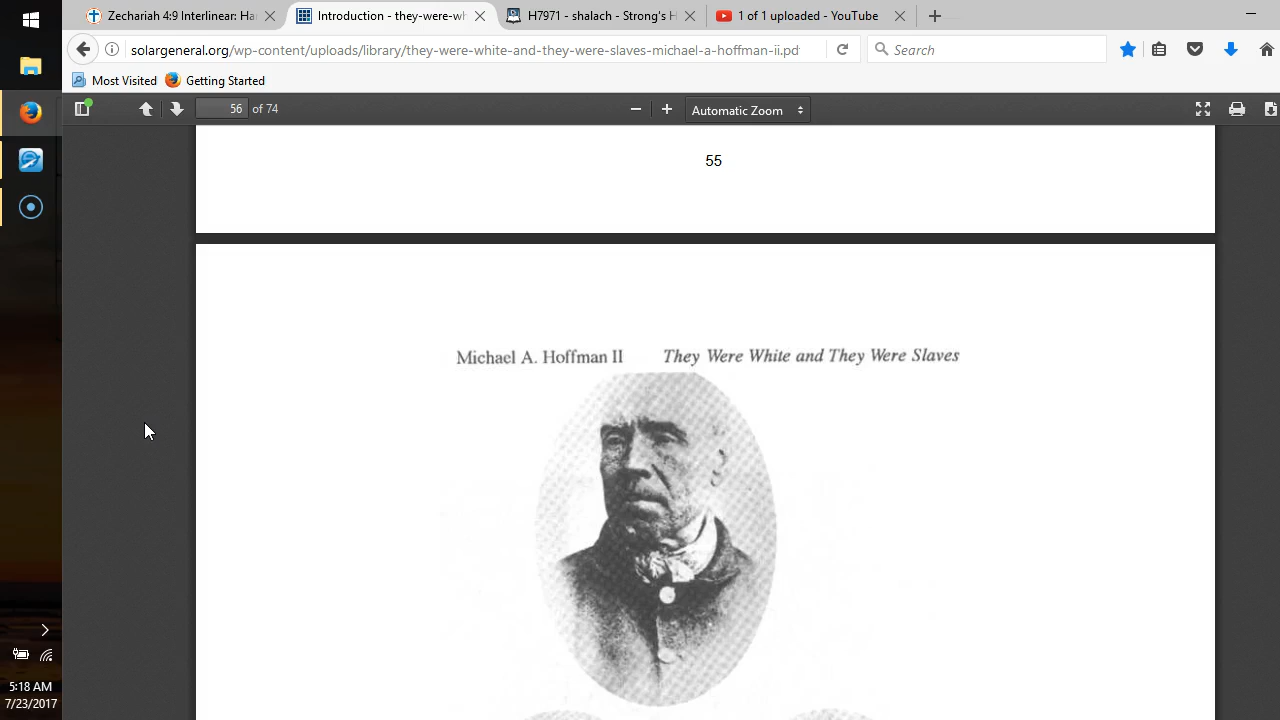 Zechariah 4:9 Interlinear: Ha
Introduction - they-were-wh
H7971 - shalach - Strong's H
1 of 1 uploaded - YouTube
solargeneral.org/wp-content/uploads/library/they-were-white-and-they-were-slaves-michael-a-hoffman-ii.pd
Search
Most Visited
Getting Started
56 of 74
Automatic Zoom
55
Michael A. Hoffman II They Were White and They Were Slaves
5:18 AM
7/23/2017